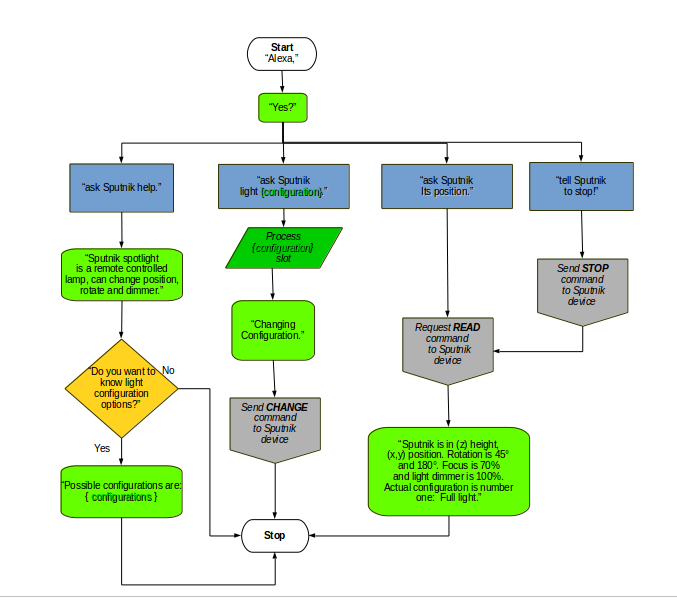 Start
“Alexa,”
“Yes?”
“ask Sputnik help.”
“ask Sputnik
light {configuration}.”
“ask Sputnik
Its position.”
“tell Sputnik
to stop!”
Process
{configuration}
slot
“Sputnik spotlight
is a remote controlled
lamp, can change position,
rotate and dimmer.”
Send STOP
command
to Sputnik
device
“Changing
Configuration.”
Request READ
command
to Sputnik
device
“Do you want to
know light
configuration
options?”
No
Yes
Send CHANGE
command
to Sputnik
device
“Sputnik is in (z) height,
(x,y) position. Rotation is 45°
and 180°. Focus is 70%
and light dimmer is 100%.
Actual configuration is number
one: Full light.”
“Possible configurations are:
{ configurations }
Stop